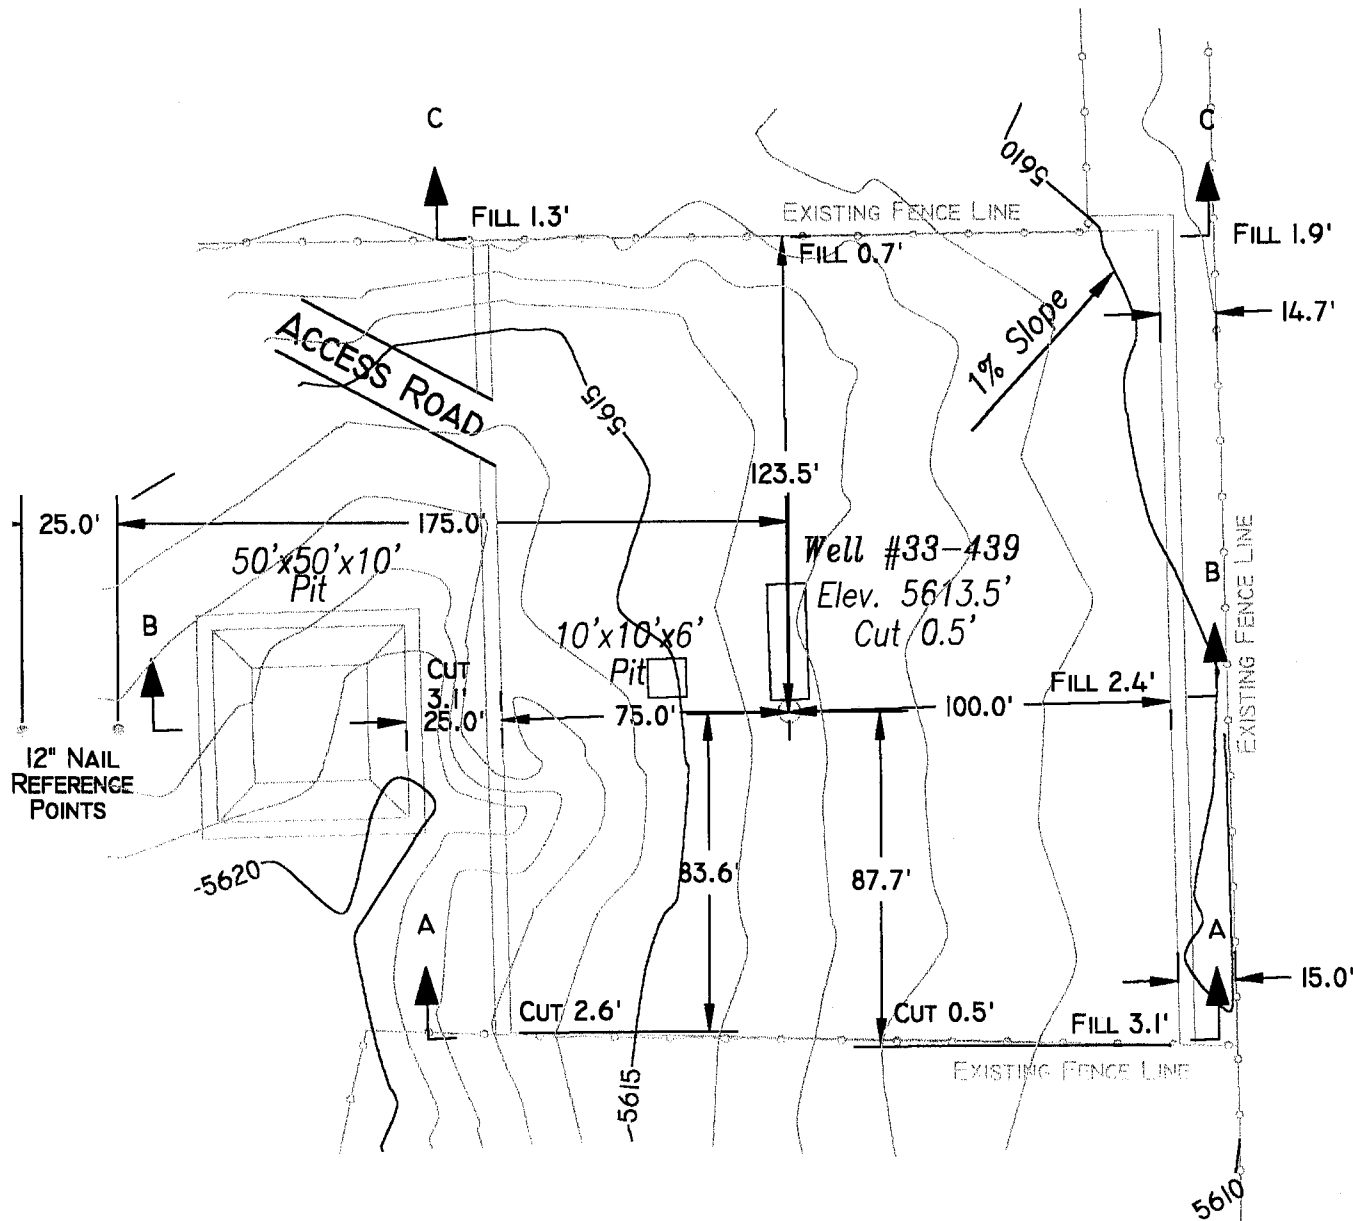 C
C
5610
FILL 1.3'
EXISTING FENCE LINE
FILL 0.7'
FILL 1.9'
14.7'
1% Slope
ACCESS ROAD
5615
123.5'
25.0'
175.0'
50'x50'x10'
Pit
Well #33-439
Elev. 5613.5'
Cut 0.5'
EXISTING FENCE LINE
B
B
10'x10'x6'
Pit
CUT
3.1'
25.0'
75.0'
FILL 2.4'
100.0'
12" NAIL
REFERENCE
POINTS
83.6'
87.7'
-5620
A
A
15.0'
CUT 2.6'
CUT 0.5'
FILL 3.1'
EXISTING FENCE LINE
-5615
5610